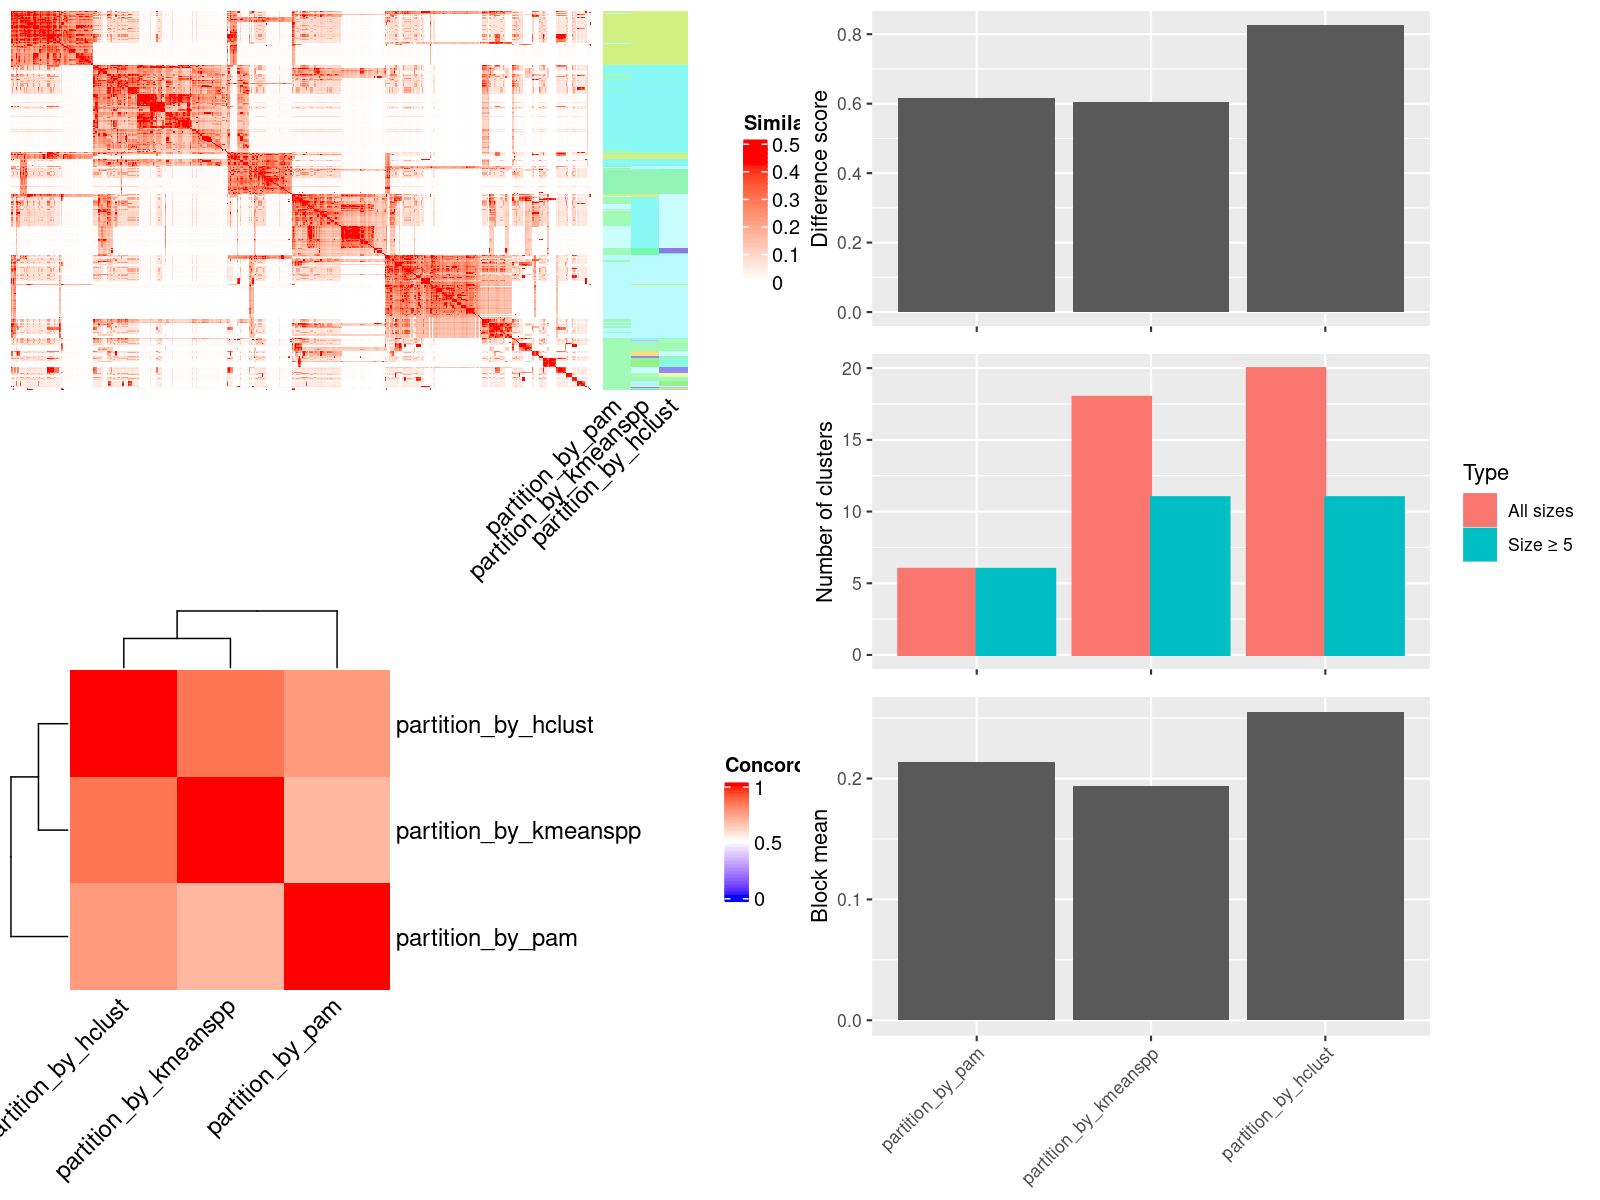 Simila
0.5
0.4
0.3
0.2
0.1
0
partition_by_pam
partition_by_kmeanspp
partition_by_hclust
partition_by_hclust
partition_by_kmeanspp
partition_by_pam
Concord
1
0.5
0
artition_by_hclust
partition_by_kmeanspp
partition_by_pam
Difference score
0.8
0.6
0.4
0.2
0.0
Number of clusters
20
15
10
5
0
Type
All sizes
Size ≥ 5
Block mean
0.2
0.1
0.0
partition_by_pam
partition_by_kmeanspp
partition_by_hclust